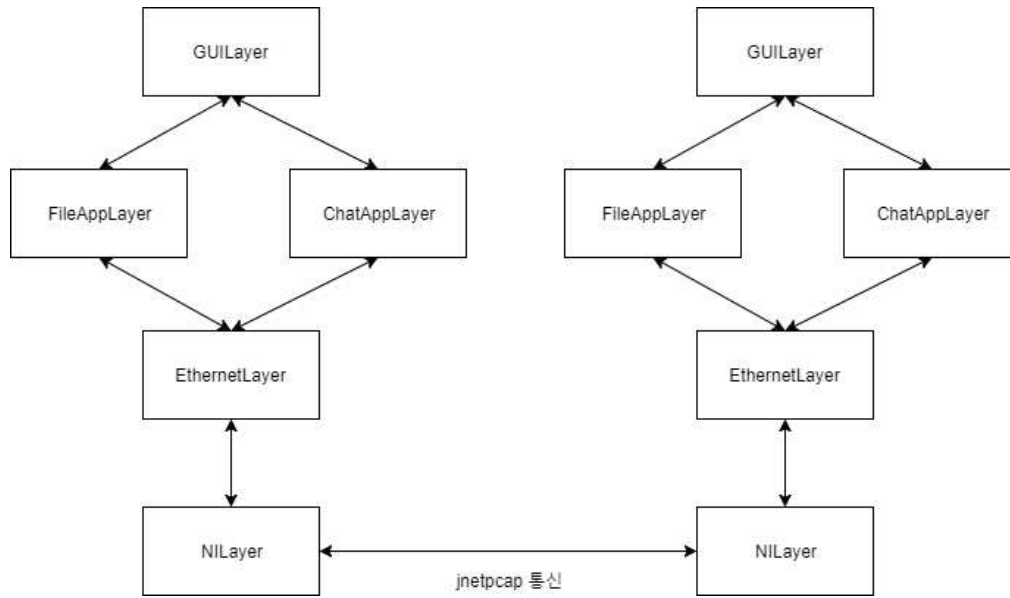 GUILayer
GUILayer
FileAppLayer
ChatAppLayer
FileAppLayer
ChatAppLayer
EthernetLayer
EthernetLayer
NILayer
NILayer
jnetpcap 통신